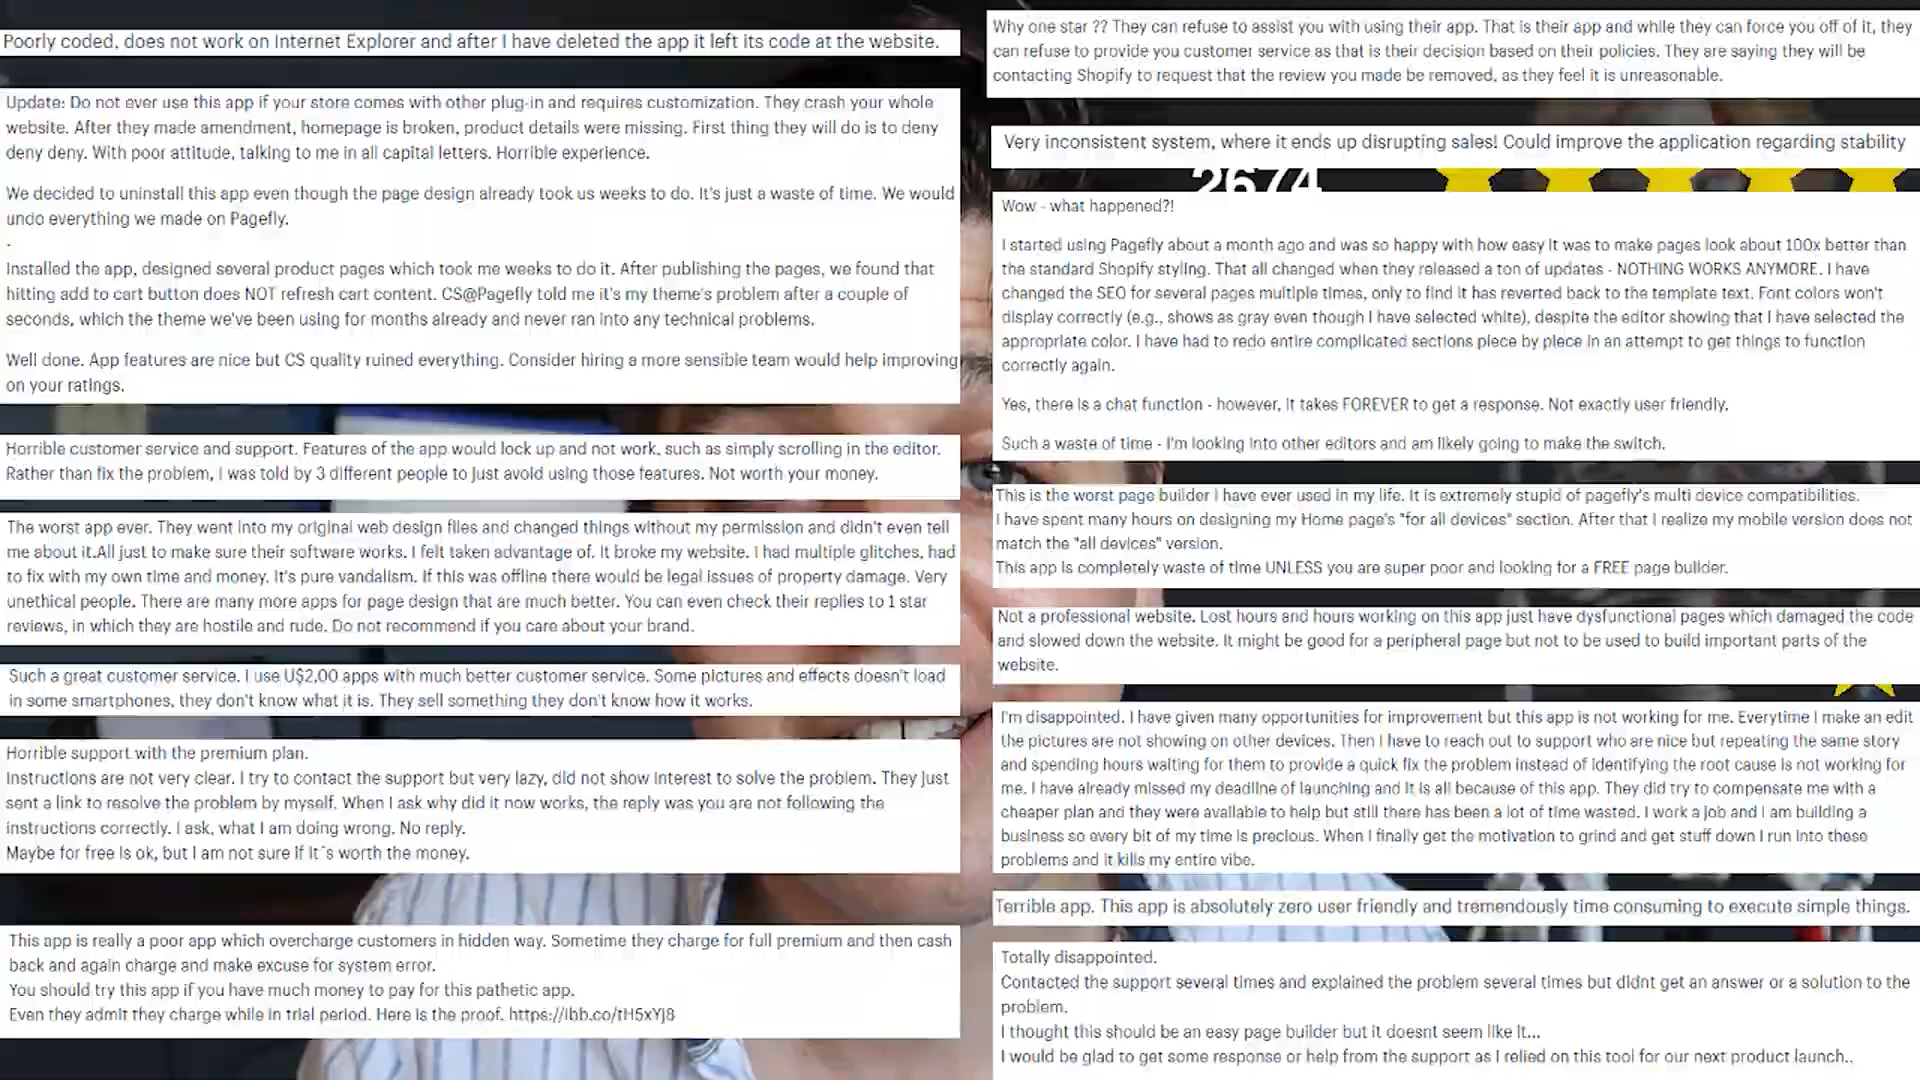 Poorly coded, does not work on Internet Explorer and after I have deleted the app it left its code at the website.
Update: Do not ever use this app if your store comes with other plug-in and requires customization. They crash your whole
website. After they made amendment, homepage is broken, product details were missing. First thing they will do is to deny
deny deny. With poor attitude, talking to me in all capital letters. Horrible experience.
We decided to uninstall this app even though the page design already took us weeks to do. It's just a waste of time. We would
undo everything we made on Pagefly.
-
Installed the app, designed several product pages which took me weeks to do it. After publishing the pages, we found that
hitting add to cart button does NOT refresh cart content. CS@Pagefly told me it's my theme's problem after a couple of
seconds, which the theme we've been using for months already and never ran into any technical problems.
Well done. App features are nice but CS quality ruined everything. Consider hiring a more sensible team would help improving
on your ratings.
Horrible customer service and support. Features of the app would lock up and not work, such as simply scrolling in the editor.
Rather than fix the problem, I was told by 3 different people to just avoid using those features. Not worth your money.
The worst app ever. They went into my original web design files and changed things without my permission and didn't even tell
me about it.All just to make sure their software works. I felt taken advantage of. It broke my website. I had multiple glitches, had
to fix with my own time and money. It's pure vandalism. If this was offline there would be legal issues of property damage. Very
unethical people. There are many more apps for page design that are much better. You can even check their replies to 1 star
reviews, in which they are hostile and rude. Do not recommend if you care about your brand.
Such a great customer service. I use U$2,00 apps with much better customer service. Some pictures and effects doesn't load
in some smartphones, they don't know what it is. They sell something they don't know how it works.
Horrible support with the premium plan.
Instructions are not very clear. I try to contact the support but very lazy, did not show interest to solve the problem. They just
sent a link to resolve the problem by myself. When I ask why did it now works, the reply was you are not following the
instructions correctly. I ask, what I am doing wrong. No reply.
Maybe for free is ok, but I am not sure if it´s worth the money.
This app is really a poor app which overcharge customers in hidden way. Sometime they charge for full premium and then cash
back and again charge and make excuse for system error.
You should try this app if you have much money to pay for this pathetic app.
Even they admit they charge while in trial period. Here is the proof. https://ibb.co/tH5xYj8
Why one star ?? They can refuse to assist you with using their app. That is their app and while they can force you off of it, they
can refuse to provide you customer service as that is their decision based on their policies. They are saying they will be
contacting Shopify to request that the review you made be removed, as they feel it is unreasonable.
Very inconsistent system, where it ends up disrupting sales! Could improve the application regarding stability
2674
Wow - what happened?!
I started using Pagefly about a month ago and was so happy with how easy it was to make pages look about 100x better than
the standard Shopify styling. That all changed when they released a ton of updates - NOTHING WORKS ANYMORE. I have
changed the SEO for several pages multiple times, only to find it has reverted back to the template text. Font colors won't
display correctly (e.g., shows as gray even though I have selected white), despite the editor showing that I have selected the
appropriate color. I have had to redo entire complicated sections piece by piece in an attempt to get things to function
correctly again.
Yes, there is a chat function - however, it takes FOREVER to get a response. Not exactly user friendly.
Such a waste of time - I'm looking into other editors and am likely going to make the switch.
This is the worst page builder I have ever used in my life. It is extremely stupid of pagefly's multi device compatibilities.
I have spent many hours on designing my Home page's "for all devices" section. After that I realize my mobile version does not
match the "all devices" version.
This app is completely waste of time UNLESS you are super poor and looking for a FREE page builder.
Not a professional website. Lost hours and hours working on this app just have dysfunctional pages which damaged the code
and slowed down the website. It might be good for a peripheral page but not to be used to build important parts of the
website.
I'm disappointed. I have given many opportunities for improvement but this app is not working for me. Everytime I make an edit
the pictures are not showing on other devices. Then I have to reach out to support who are nice but repeating the same story
and spending hours waiting for them to provide a quick fix the problem instead of identifying the root cause is not working for
me. I have already missed my deadline of launching and it is all because of this app. They did try to compensate me with a
cheaper plan and they were available to help but still there has been a lot of time wasted. I work a job and I am building a
business so every bit of my time is precious. When I finally get the motivation to grind and get stuff down I run into these
problems and it kills my entire vibe.
Terrible app. This app is absolutely zero user friendly and tremendously time consuming to execute simple things.
Totally disappointed.
Contacted the support several times and explained the problem several times but didnt get an answer or a solution to the
problem.
I thought this should be an easy page builder but it doesnt seem like it...
I would be glad to get some response or help from the support as I relied on this tool for our next product launch..